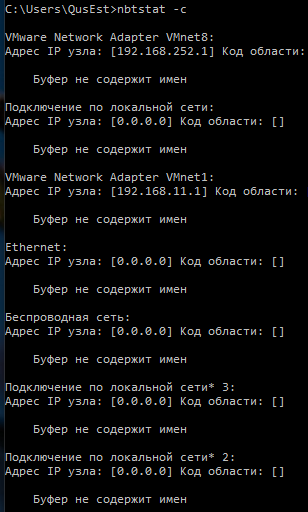 C:\Users\QusEst>nbtstat -c
VMware Network Adapter VMnet8:
Адрес IP узла: [192.168.252.1] Код области:
Буфер не содержит имен
Подключение по локальной сети:
Адрес IP узла: [0.0.0.0] Код области: []
Буфер не содержит имен
VMware Network Adapter VMnet1:
Адрес IP узла: [192.168.11.1] Код области:
Буфер не содержит имен
Ethernet:
Адрес IP узла: [0.0.0.0] Код области: []
Буфер не содержит имен
Беспроводная сеть:
Адрес IP узла: [0.0.0.0] Код области: []
Буфер не содержит имен
Подключение по локальной сети* 3:
Адрес IP узла: [0.0.0.0] Код области: []
Буфер не содержит имен
Подключение по локальной сети* 2:
Адрес IP узла: [0.0.0.0] Код области: []
Буфер не содержит имен